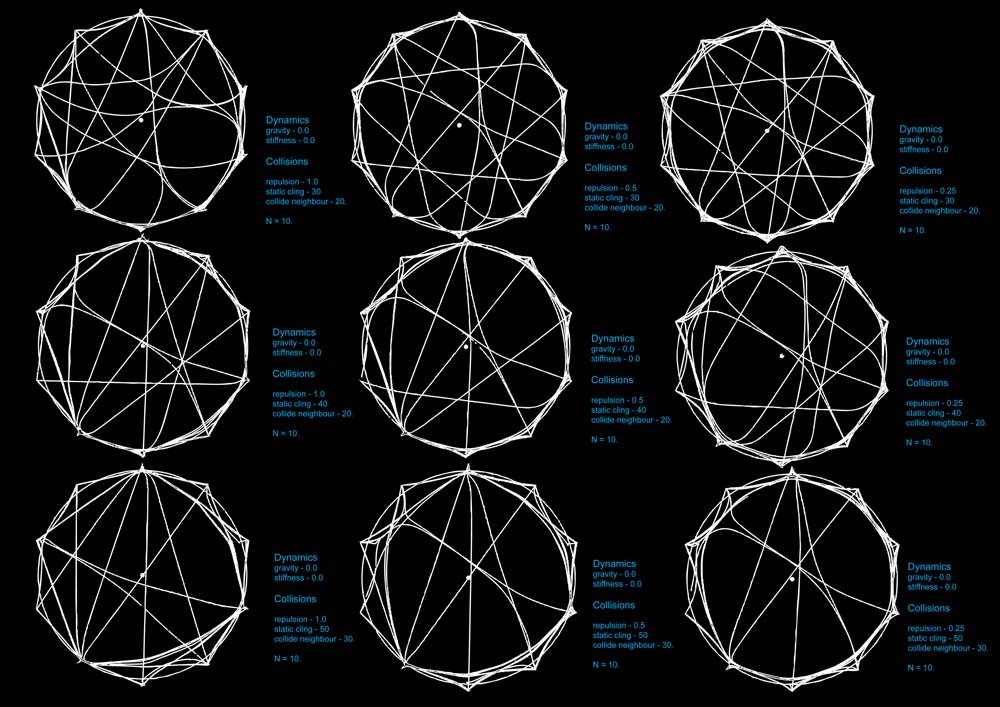 Dynamics
gravity - 0.0
stiffness - 0.0
Collisions
repulsion - 1.0
static cling - 30
collide neighbour - 20.
N = 10.
Dynamics
gravity - 0.0
stiffness - 0.0
Collisions
repulsion - 0.5
static cling - 30
collide neighbour - 20.
N = 10.
Dynamics
gravity - 0.0
stiffness - 0.0
Collisions
repulsion - 0.25
static cling - 30
collide neighbour - 20.
N = 10.
Dynamics
gravity - 0.0
stiffness - 0.0
Collisions
repulsion - 1.0
static cling - 40
collide neighbour - 20.
N = 10.
Dynamics
gravity - 0.0
stiffness - 0.0
Collisions
repulsion - 0.5
static cling - 40
collide neighbour - 20.
N = 10.
Dynamics
gravity - 0.0
stiffness - 0.0
Collisions
repulsion - 0.25
static cling - 40
collide neighbour - 20.
N = 10.
Dynamics
gravity - 0.0
stiffness - 0.0
Collisions
repulsion - 1.0
static cling - 50
collide neighbour - 30.
N = 10.
Dynamics
gravity - 0.0
stiffness - 0.0
Collisions
repulsion - 0.5
static cling - 50
collide neighbour - 30.
N = 10.
Dynamics
gravity - 0.0
stiffness - 0.0
Collisions
repulsion - 0.25
static cling - 50
collide neighbour - 30.
N = 10.